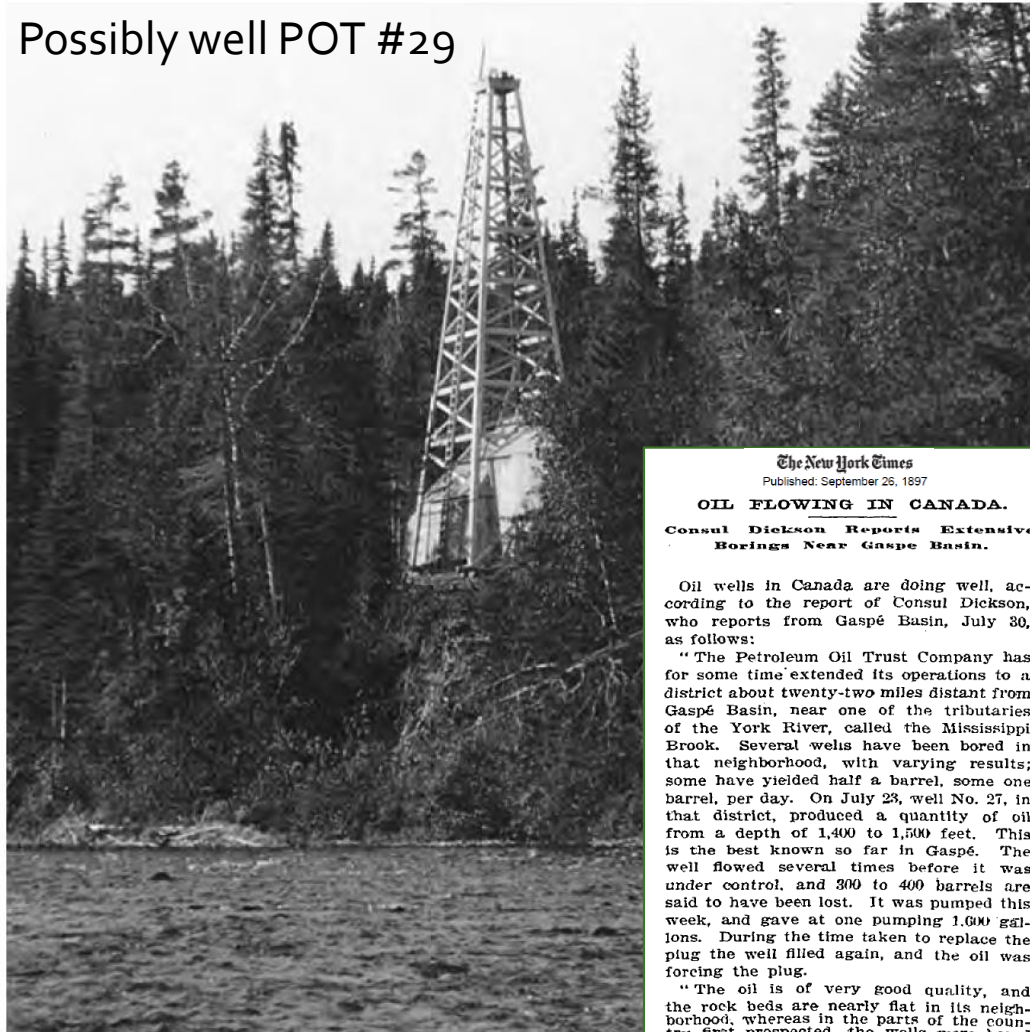 Possibly well POT #29
The New York Times
Published: September 26, 1897
OIL FLOWING IN CANADA.
Consul Dickson Reports Extensive
Borings Near Gaspe Basin.
Oil wells in Canada are doing well, ac-
cording to the report of Consul Dickson,
who reports from Gaspé Basin, July 30,
as follows:
"The Petroleum Oil Trust Company has
for some time extended its operations to a
district about twenty-two miles distant from
Gaspé Basin, near one of the tributaries
of the York River, called the Mississippi
Brook. Several wells have been bored in
that neighborhood, with varying results;
some have yielded half a barrel, some one
barrel, per day. On July 23, well No. 27, in
that district, produced a quantity of oil
from a depth of 1,400 to 1,500 feet. This
is the best known so far in Gaspé. The
well flowed several times before it was
under control, and 300 to 400 barrels are
said to have been lost. It was pumped this
week, and gave at one pumping 1,600 gal-
lons. During the time taken to replace the
plug the well filled again, and the oil was
forcing the plug.
"The oil is of very good quality, and
the rock beds are nearly flat in its neigh-
borhood, whereas in the parts of the coun-